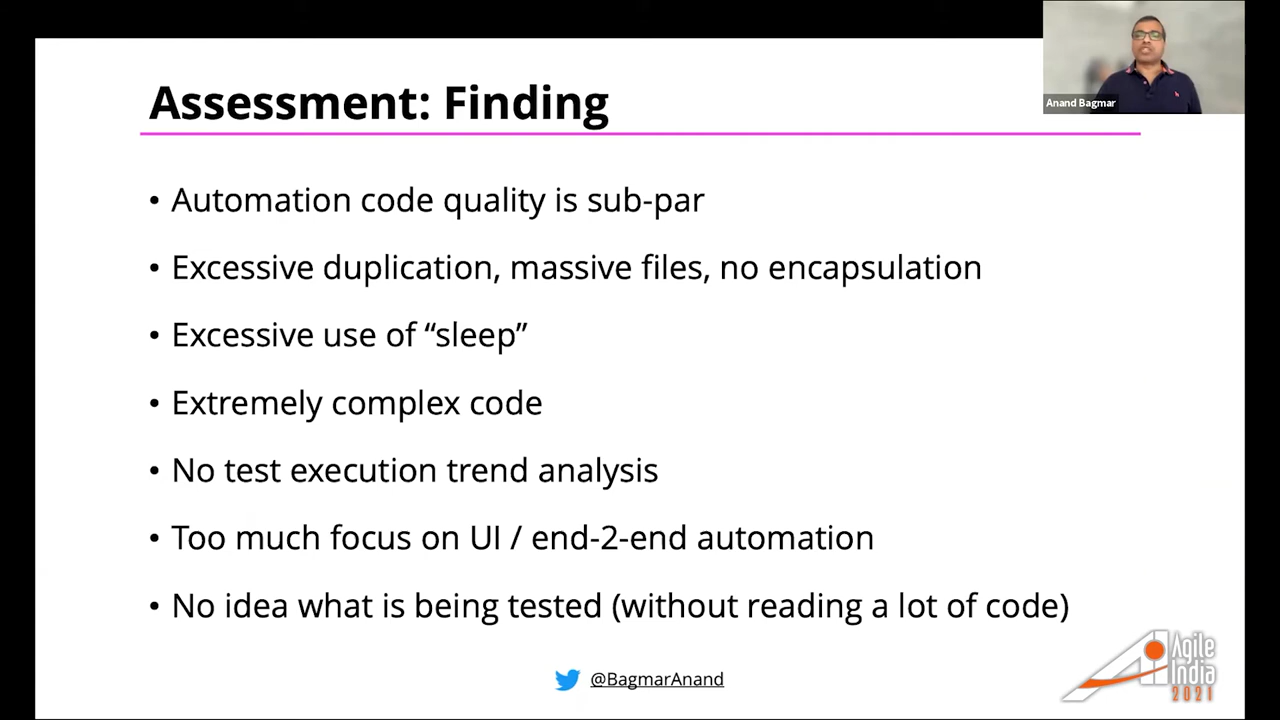 Assessment: Finding
Anand Bagmar
• Automation code quality is sub-par
• Excessive duplication, massive files, no encapsulation
• Excessive use of “sleep”
• Extremely complex code
• No test execution trend analysis
• Too much focus on UI / end-2-end automation
• No idea what is being tested (without reading a lot of code)
@BagmarAnand
Agile
India
2021